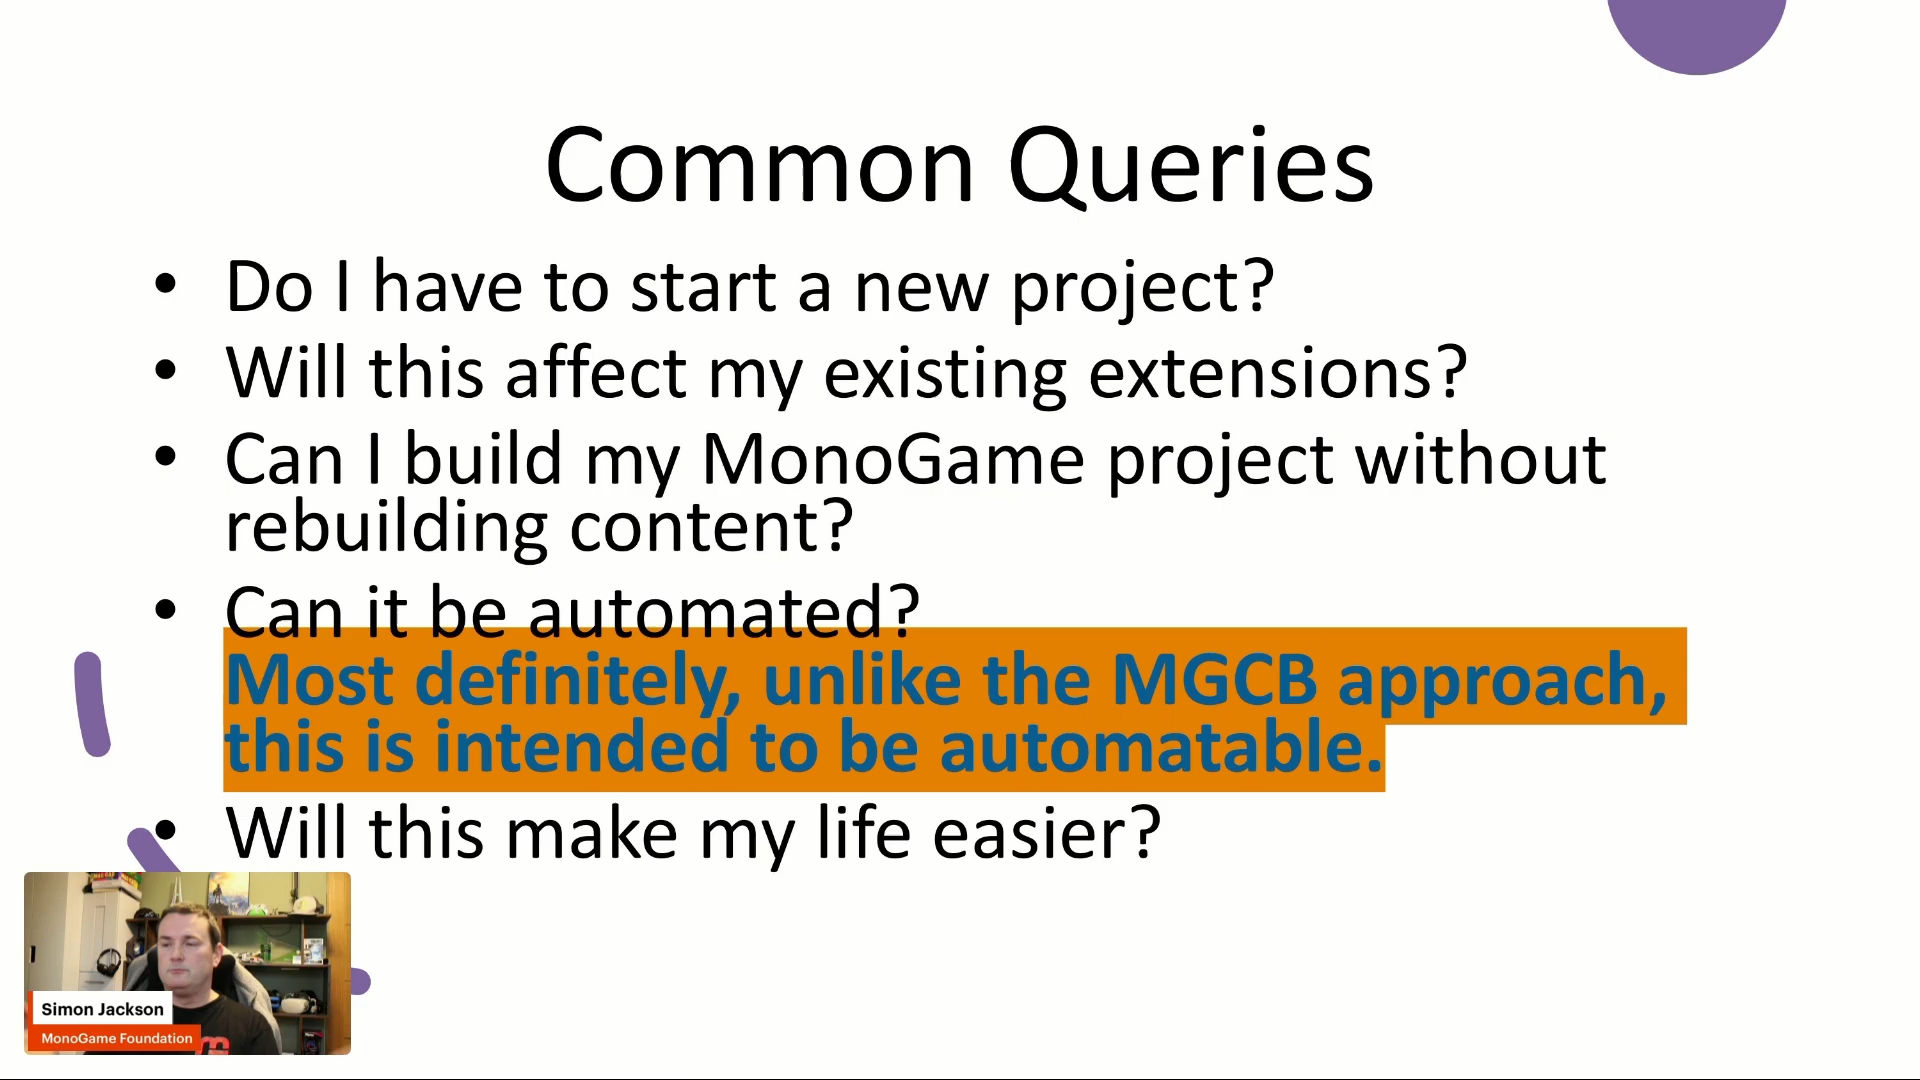 Common Queries
• Do I have to start a new project?
• Will this affect my existing extensions?
• Can I build my MonoGame project without
rebuilding content?
• Can it be automated?
Most definitely, unlike the MGCB approach,
this is intended to be automatable.
• Will this make my life easier?
Simon Jackson
MonoGame Foundation